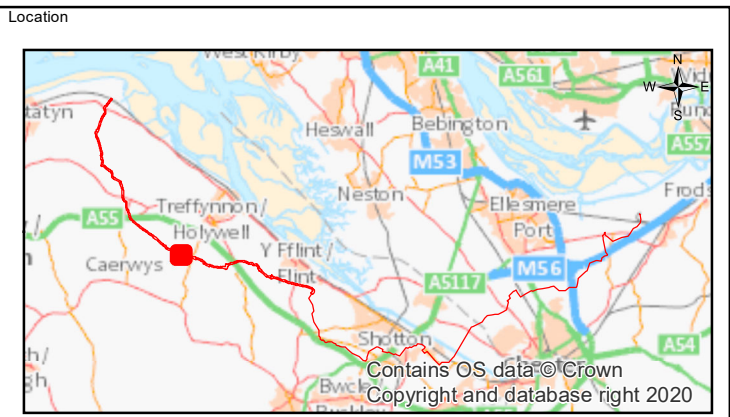 Location
West Kirby
A41
A561
N
W
E
S
tatyn
Heswall
Bebington
A557
M53
Neston
Treffynnon /
Holywell
Ellesmere
Port
Frods
A55
Caerwys
Y Fflint /
Flint
A5117
M56
Shotton
A54
Contains OS data © Crown
Copyright and database right 2020